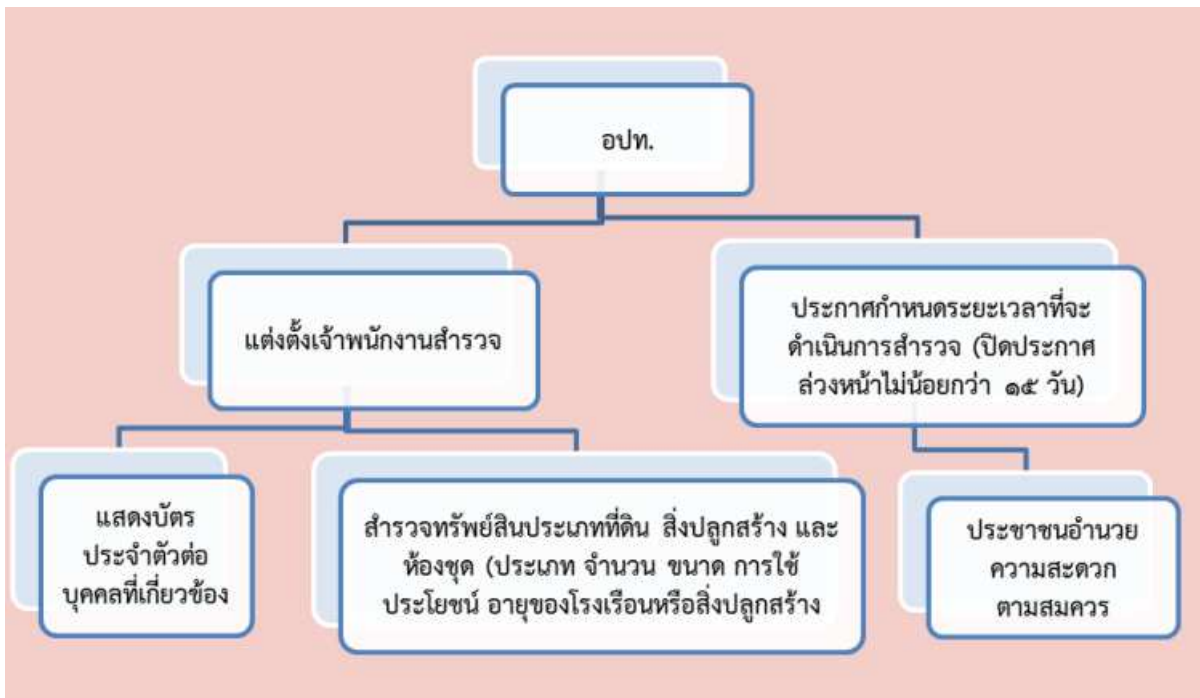 อปท.
แต่งตั้งเจ้าพนักงานสำรวจ
ประกาศกำหนดระยะเวลาที่จะ
ดำเนินการสำรวจ (ปิดประกาศ
ล่วงหน้าไม่น้อยกว่า ๑๕ วัน)
แสดงบัตร
ประจำตัวต่อ
บุคคลที่เกี่ยวข้อง
สำรวจทรัพย์สินประเภทที่ดิน สิ่งปลูกสร้าง และ
ห้องชุด (ประเภท จำนวน ขนาด การใช้
ประโยชน์ อายุของโรงเรือนหรือสิ่งปลูกสร้าง
ประชาชนอำนวย
ความสะดวก
ตามสมควร